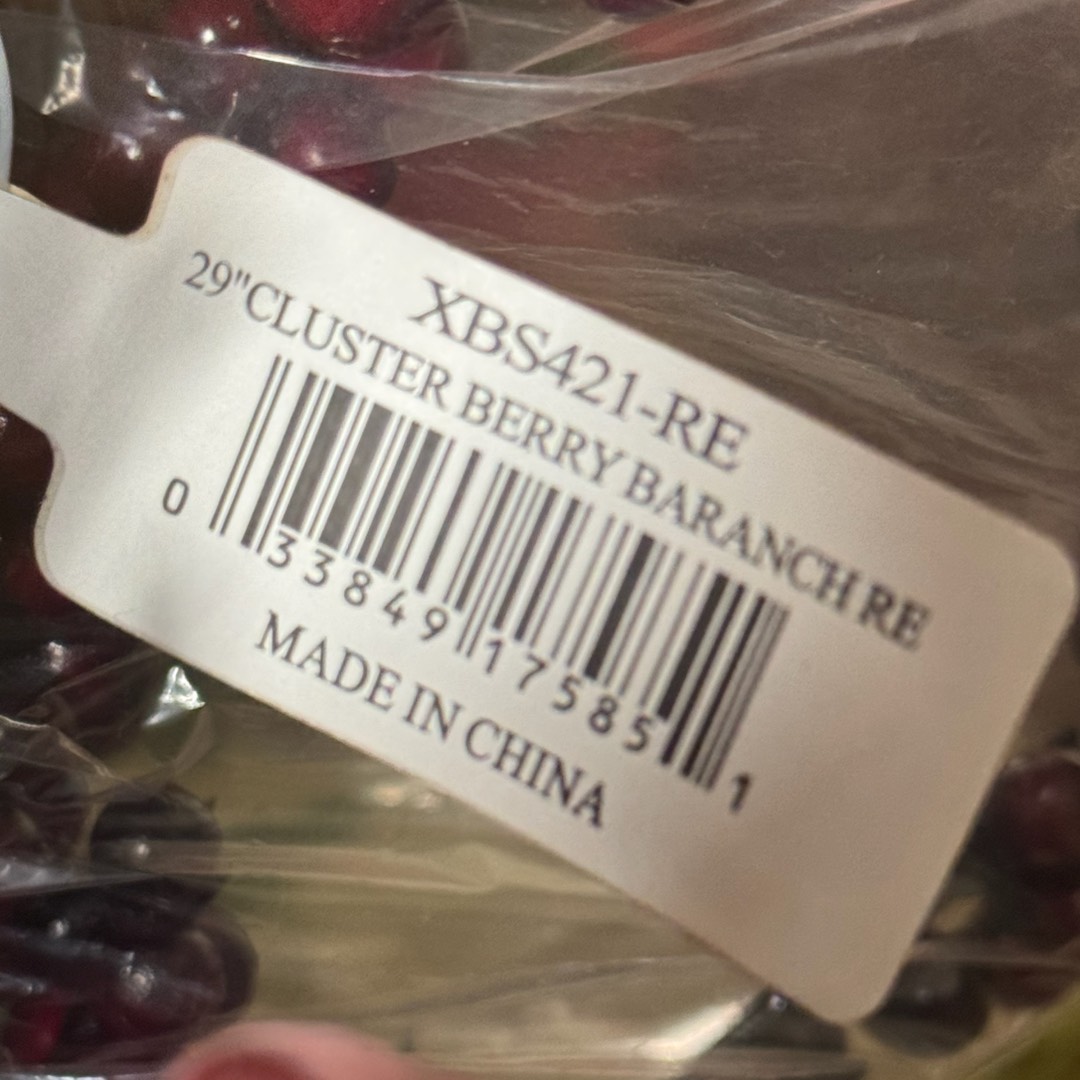 XBS421-RE
29"CLUSTER BERRY BARANCH RE
0 33849 17585 1
MADE IN CHINA